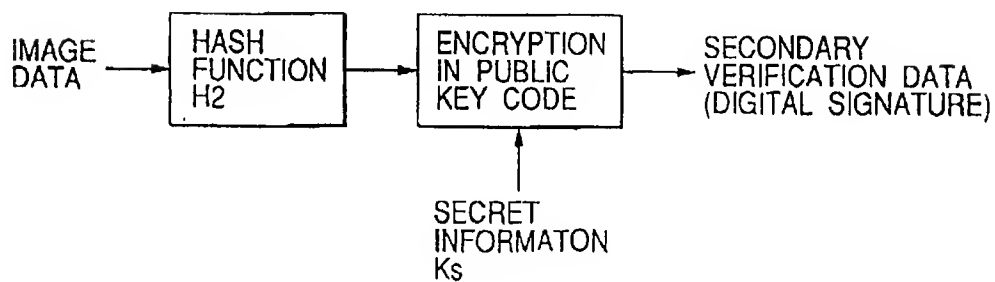 IMAGE
DATA
HASH
FUNCTION
H2
ENCRYPTION
IN PUBLIC
KEY CODE
SECONDARY
VERIFICATION DATA
(DIGITAL SIGNATURE)
SECRET
INFORMATON
Ks